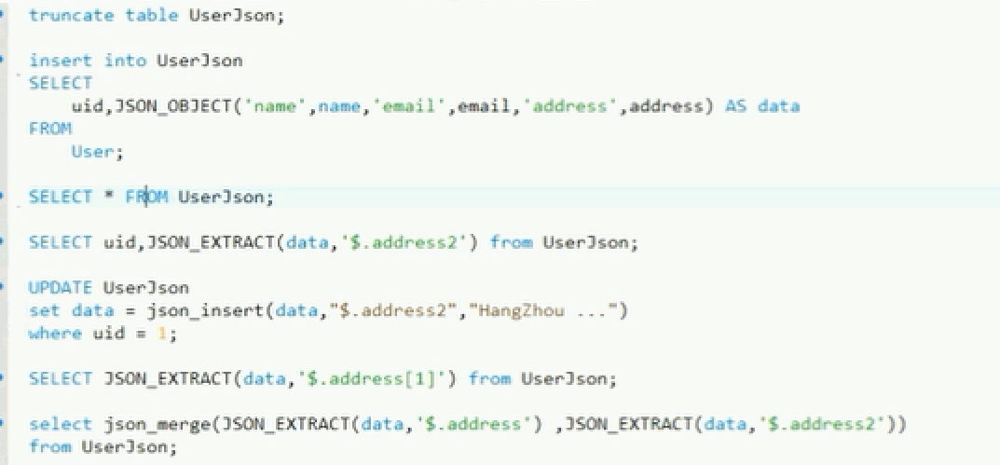 truncate table UserJson;
insert into UserJson
SELECT
uid,JSON_OBJECT('name',name,'email',email,'address',address) AS data
FROM
User;
SELECT * FROM UserJson;
SELECT uid,JSON_EXTRACT(data,'$.address2') from UserJson;
UPDATE UserJson
set data = json_insert(data,"$.address2","HangZhou ...")
where uid = 1;
SELECT JSON_EXTRACT(data,'$.address[1]') from UserJson;
select json_merge(JSON_EXTRACT(data,'$.address') ,JSON_EXTRACT(data,'$.address2'))
from UserJson;